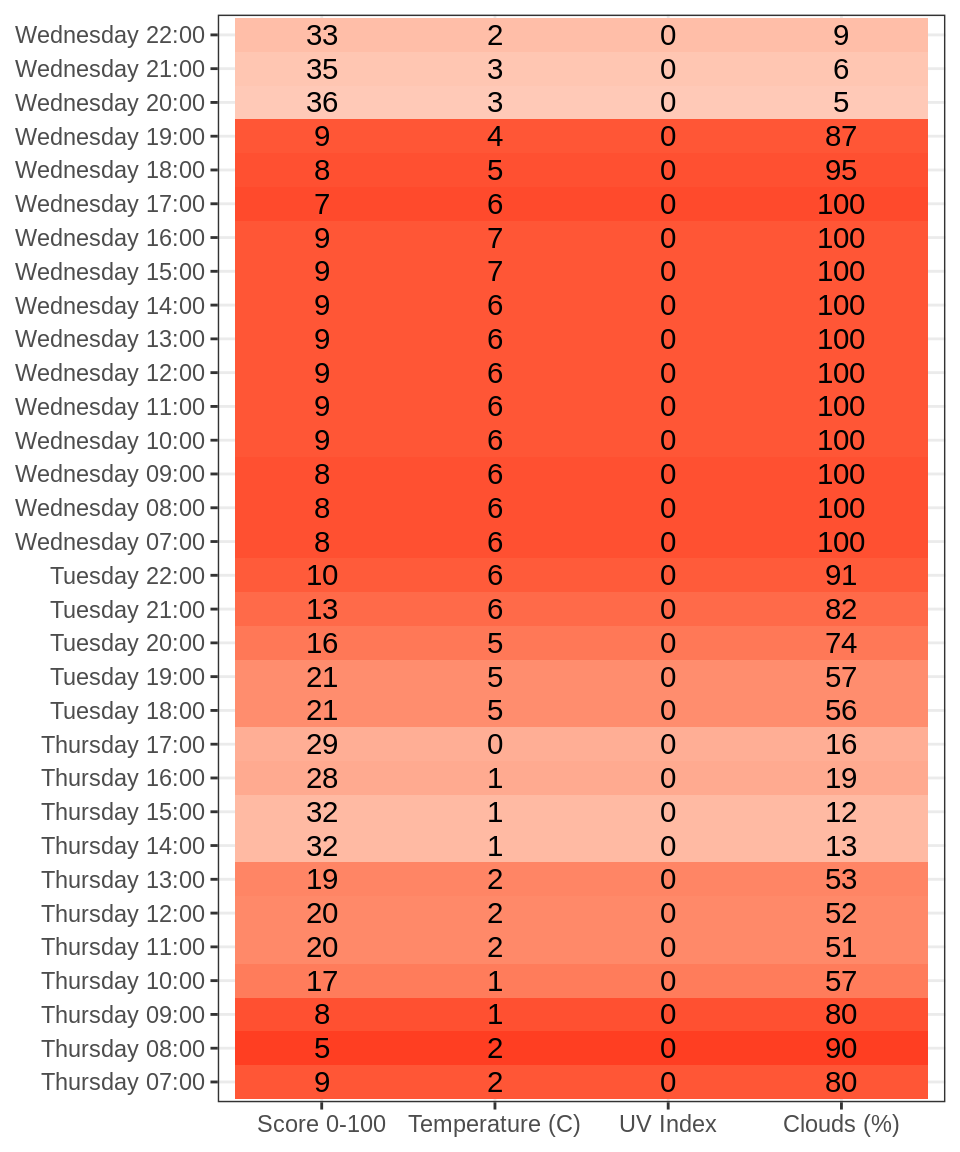 Wednesday 22:00 33 2 0 9
Wednesday 21:00 35 3 0 6
Wednesday 20:00 36 3 0 5
Wednesday 19:00 9 4 0 87
Wednesday 18:00 8 5 0 95
Wednesday 17:00 7 6 0 100
Wednesday 16:00 9 7 0 100
Wednesday 15:00 9 7 0 100
Wednesday 14:00 9 6 0 100
Wednesday 13:00 9 6 0 100
Wednesday 12:00 9 6 0 100
Wednesday 11:00 9 6 0 100
Wednesday 10:00 9 6 0 100
Wednesday 09:00 8 6 0 100
Wednesday 08:00 8 6 0 100
Wednesday 07:00 8 6 0 100
Tuesday 22:00 10 6 0 91
Tuesday 21:00 13 6 0 82
Tuesday 20:00 16 5 0 74
Tuesday 19:00 21 5 0 57
Tuesday 18:00 21 5 0 56
Thursday 17:00 29 0 0 16
Thursday 16:00 28 1 0 19
Thursday 15:00 32 1 0 12
Thursday 14:00 32 1 0 13
Thursday 13:00 19 2 0 53
Thursday 12:00 20 2 0 52
Thursday 11:00 20 2 0 51
Thursday 10:00 17 1 0 57
Thursday 09:00 8 1 0 80
Thursday 08:00 5 2 0 90
Thursday 07:00 9 2 0 80
Score 0-100 Temperature (C) UV Index Clouds (%)